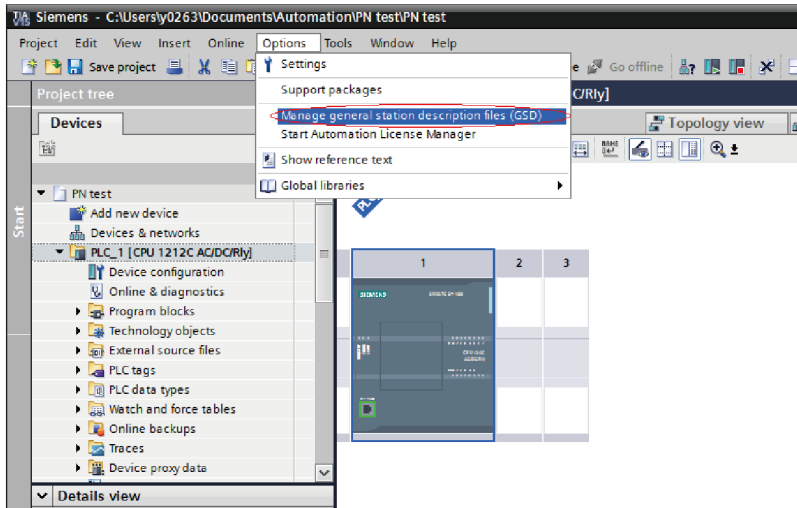 Siemens - C:\Users\y0263\Documents\Automation\PN test\PN test
Project Edit View Insert Online Options Tools Window Help
Save project
e Go offline
Settings
Support packages
Manage general station description files (GSD)
Start Automation License Manager
Show reference text
Global libraries
Project tree
C/Rly]
Devices
Topology view
Start
PN test
Add new device
Devices & networks
PLC_1 [CPU 1212C AC/DC/Rly]
Device configuration
Online & diagnostics
Program blocks
Technology objects
External source files
PLC tags
PLC data types
Watch and force tables
Online backups
Traces
Device proxy data
Details view
1 2 3
SIEMENS